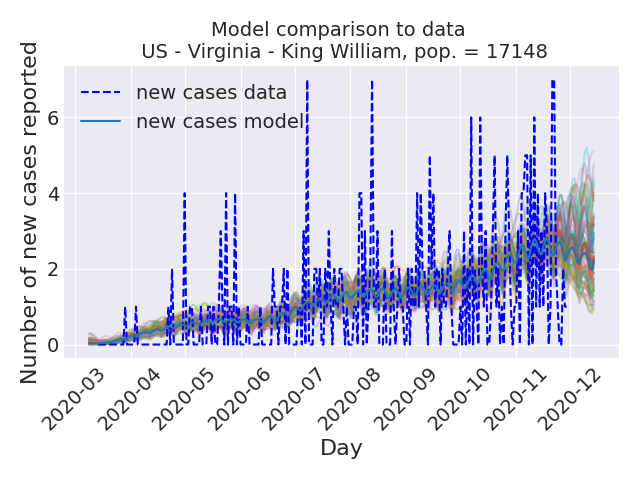 Model comparison to data
US - Virginia - King William, pop. = 17148
Number of new cases reported
new cases data
new cases model
6
4
2
0
2020-03
2020-04
2020-05
2020-06
2020-07
2020-08
2020-09
2020-10
2020-11
2020-12
Day